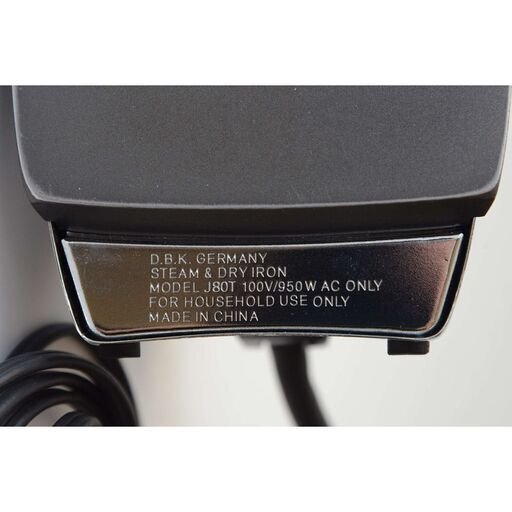 D.B.K. GERMANY
STEAM & DRY IRON
MODEL J80T 100V/950W AC ONLY
FOR HOUSEHOLD USE ONLY
MADE IN CHINA